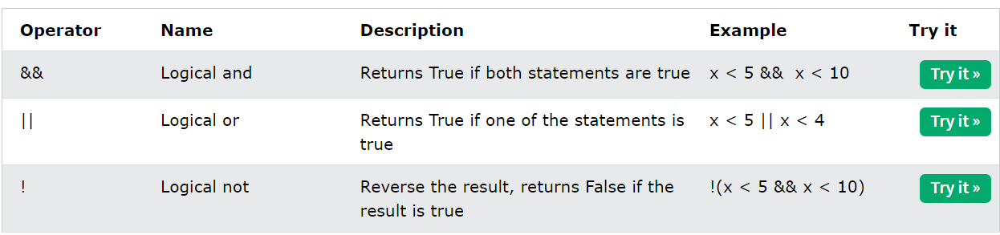 Operator Name Description Example Try it
&& Logical and Returns True if both statements are true x < 5 &&  x < 10 Try it »
|| Logical or Returns True if one of the statements is x < 5 || x < 4 Try it »
true
! Logical not Reverse the result, returns False if the !(x < 5 && x < 10) Try it »
result is true